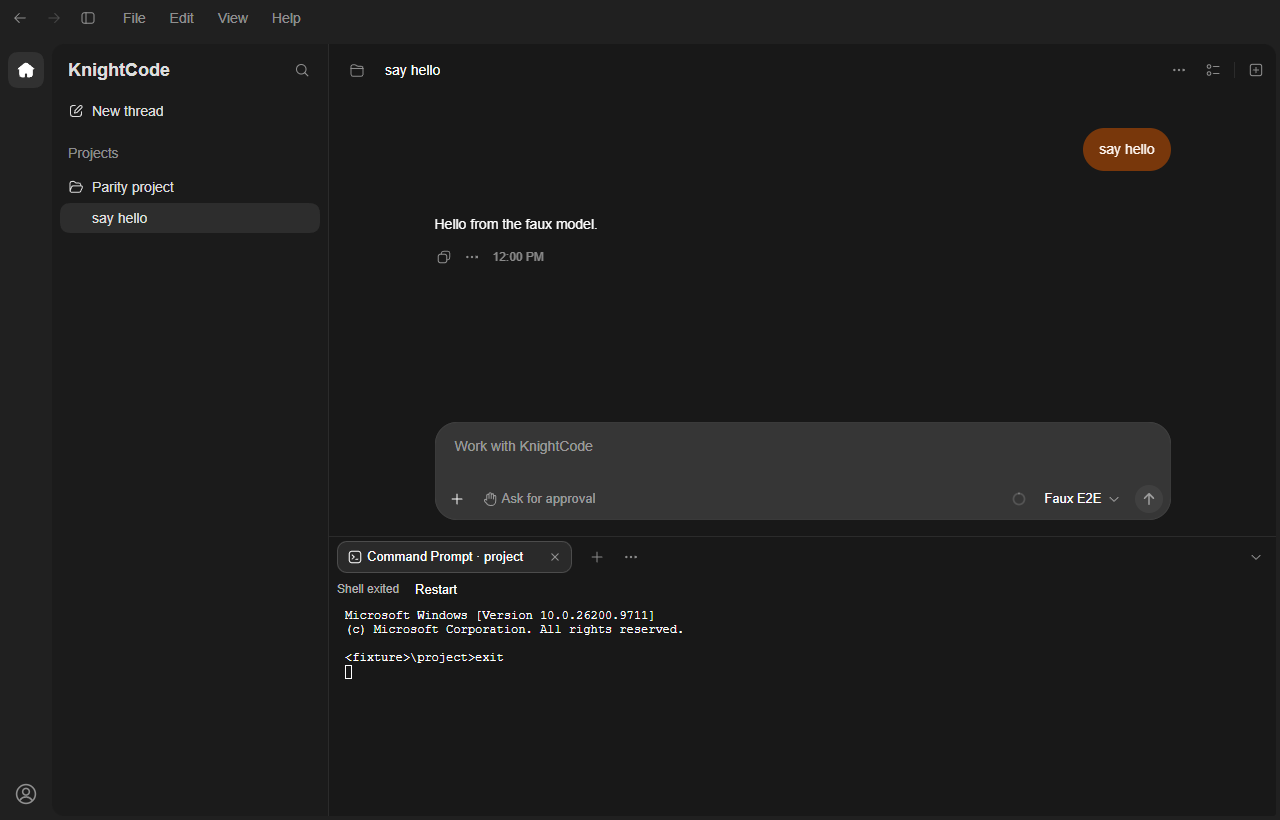 File Edit View Help
KnightCode
New thread
Projects
Parity project
say hello
say hello
say hello
Hello from the faux model.
12:00 PM
Work with KnightCode
Ask for approval
Faux E2E
Command Prompt · project
Shell exited Restart
Microsoft Windows [Version 10.0.26200.9711]
(c) Microsoft Corporation. All rights reserved.
<fixture>\project>exit